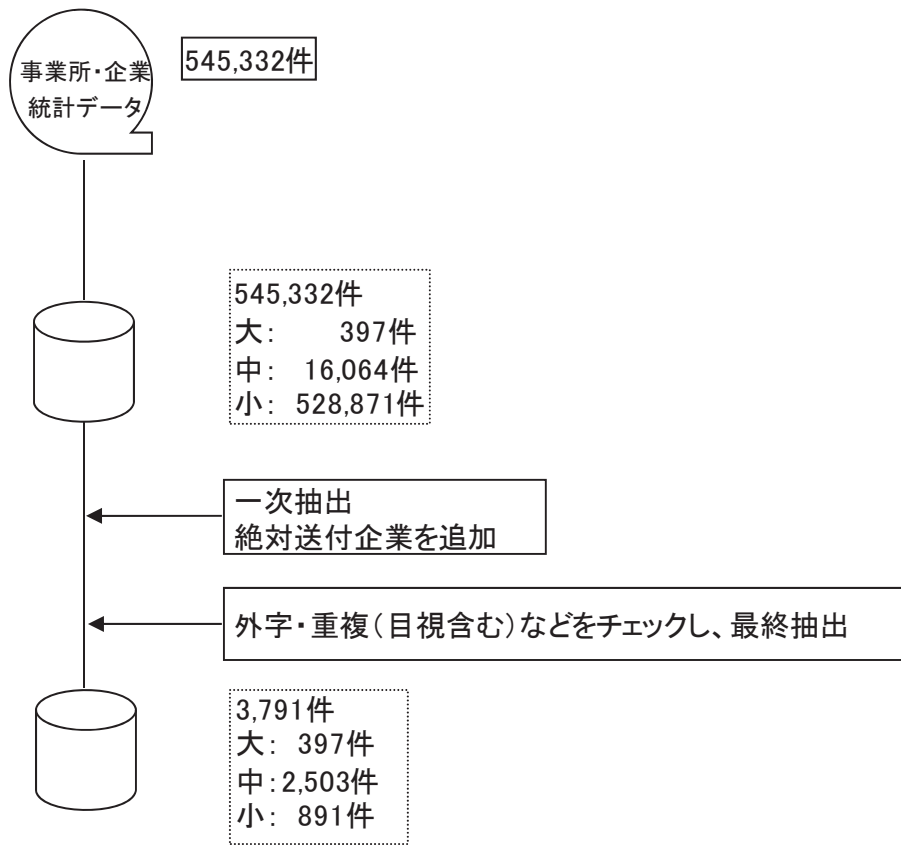 事業所・企業
統計データ
545,332件
545,332件
大: 397件
中: 16,064件
小: 528,871件
一次抽出
絶対送付企業を追加
外字・重複(目視含む)などをチェックし、最終抽出
3,791件
大: 397件
中:2,503件
小: 891件